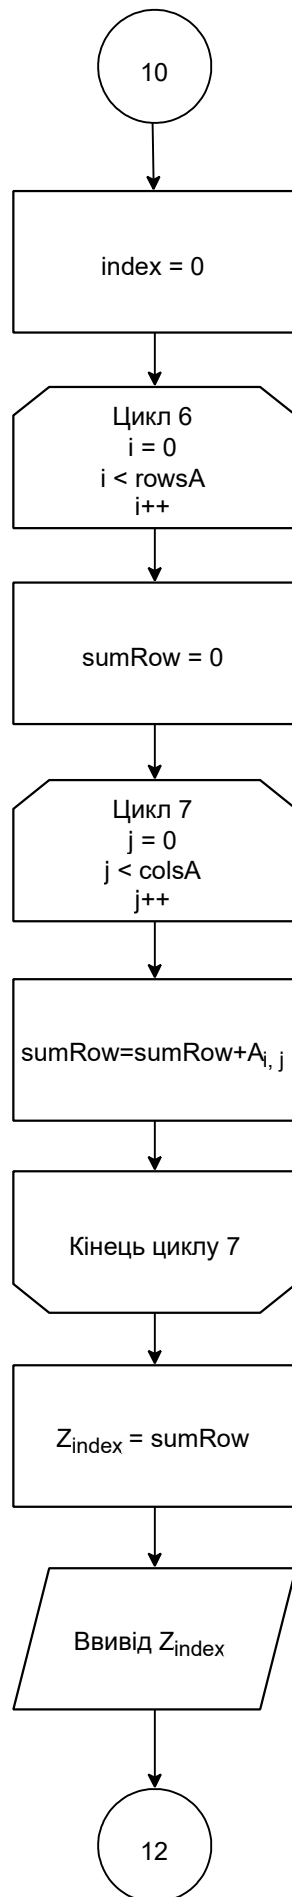 10
index = 0
Цикл 6
i = 0
i < rowsA
i++
sumRow = 0
Цикл 7
j = 0
j < colsA
j++
sumRow=sumRow+Ai, j
Кінець циклу 7
Zindex = sumRow
Ввивід Zindex
12